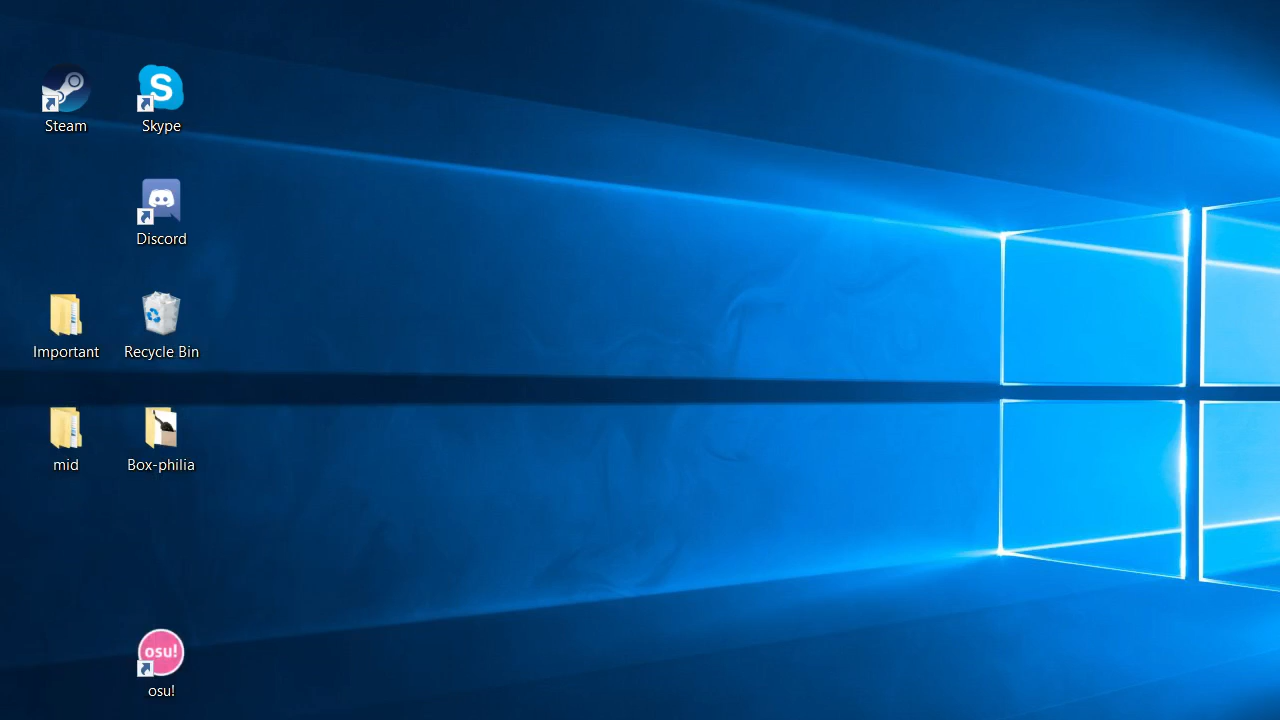 Steam
Skype
Discord
Important
Recycle Bin
mid
Box-philia
osu!
osu!